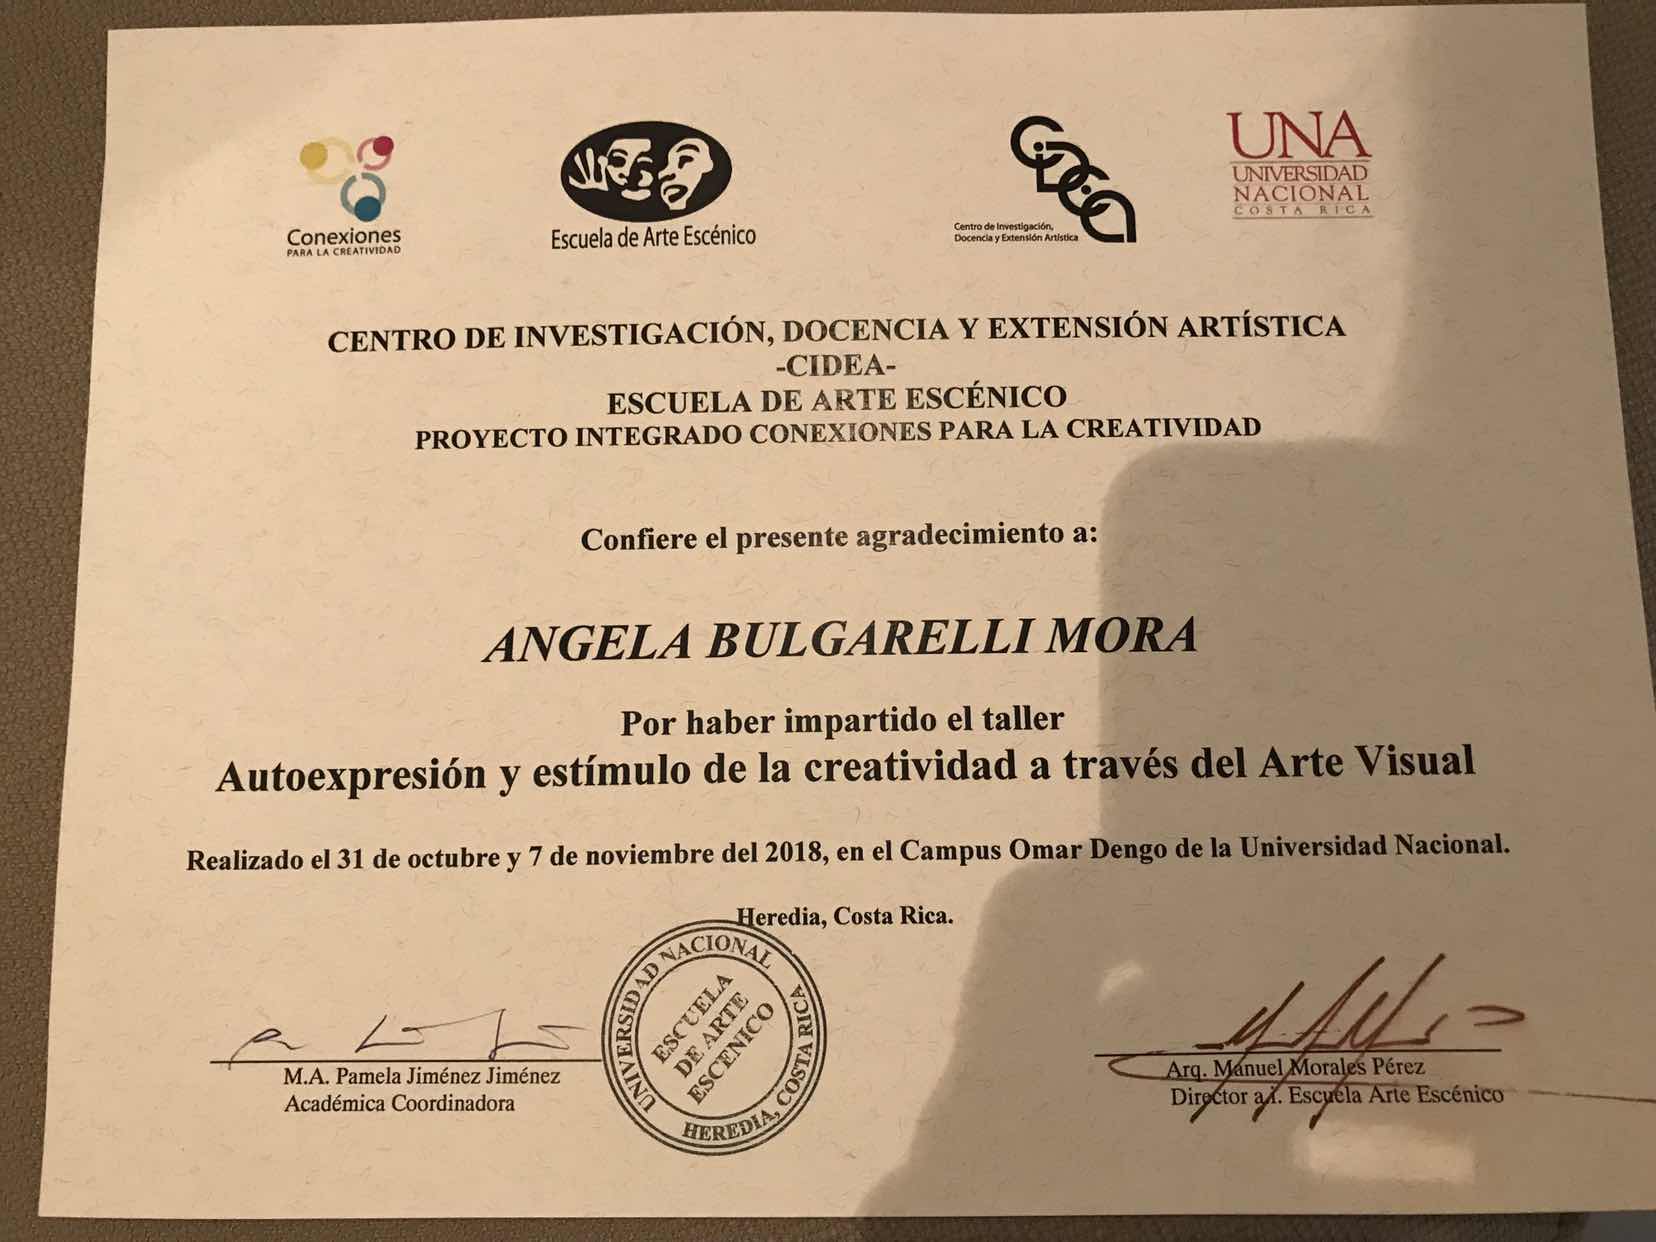 Conexiones
PARA LA CREATIVIDAD
Escuela de Arte Escénico
CIDEA
Centro de Investigación,
Docencia y Extensión Artística
UNA
UNIVERSIDAD
NACIONAL
COSTA RICA
CENTRO DE INVESTIGACIÓN, DOCENCIA Y EXTENSIÓN ARTÍSTICA
-CIDEA-
ESCUELA DE ARTE ESCÉNICO
PROYECTO INTEGRADO CONEXIONES PARA LA CREATIVIDAD
Confiere el presente agradecimiento a:
ANGELA BULGARELLI MORA
Por haber impartido el taller
Autoexpresión y estímulo de la creatividad a través del Arte Visual
Realizado el 31 de octubre y 7 de noviembre del 2018, en el Campus Omar Dengo de la Universidad Nacional.
Heredia, Costa Rica.
M.A. Pamela Jiménez Jiménez
Académica Coordinadora
UNIVERSIDAD NACIONAL
ESCUELA
DE ARTE
ESCENICO
HEREDIA, COSTA RICA
Arq. Manuel Morales Pérez
Director a.i. Escuela Arte Escénico